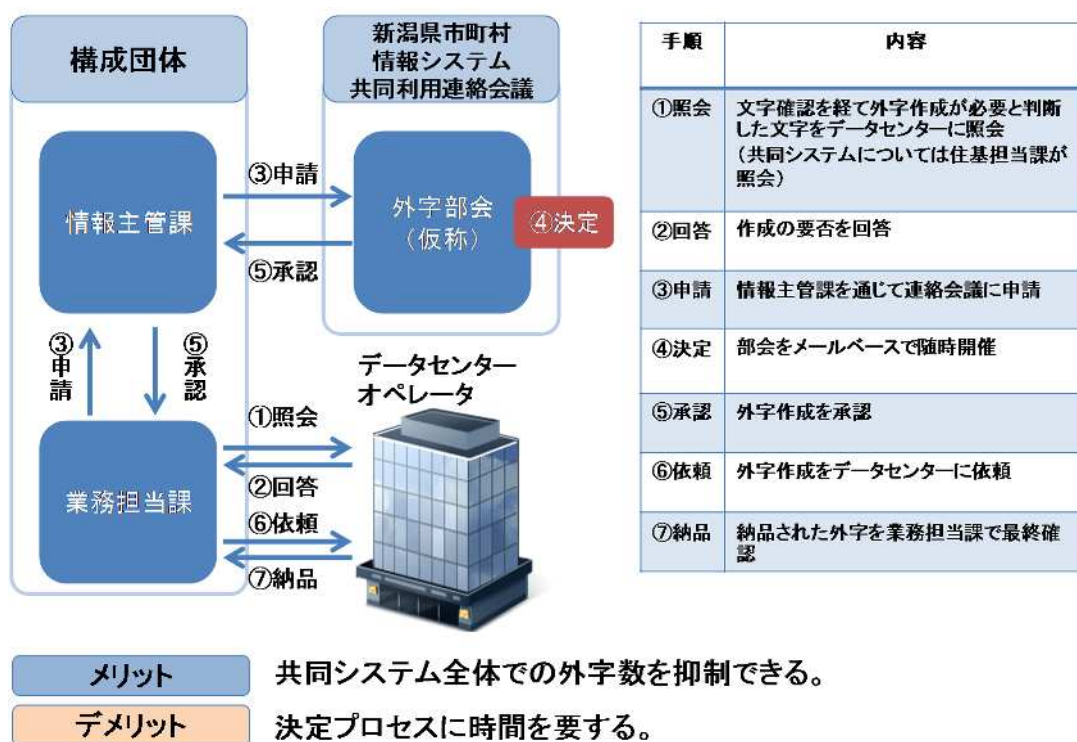 構成団体
新潟県市町村
情報システム
共同利用連絡会議
情報主管課
③申請
⑤承認
外字部会
（仮称）
④決定
③申請
⑤承認
業務担当課
データセンター
オペレータ
①照会
②回答
⑥依頼
⑦納品
手順 内容
①照会 文字確認を経て外字作成が必要と判断
した文字をデータセンターに照会
（共同システムについては住基担当課が
照会）
②回答 作成の要否を回答
③申請 情報主管課を通じて連絡会議に申請
④決定 部会をメールベースで随時開催
⑤承認 外字作成を承認
⑥依頼 外字作成をデータセンターに依頼
⑦納品 納品された外字を業務担当課で最終確
認
メリット 共同システム全体での外字数を抑制できる。
デメリット 決定プロセスに時間を要する。